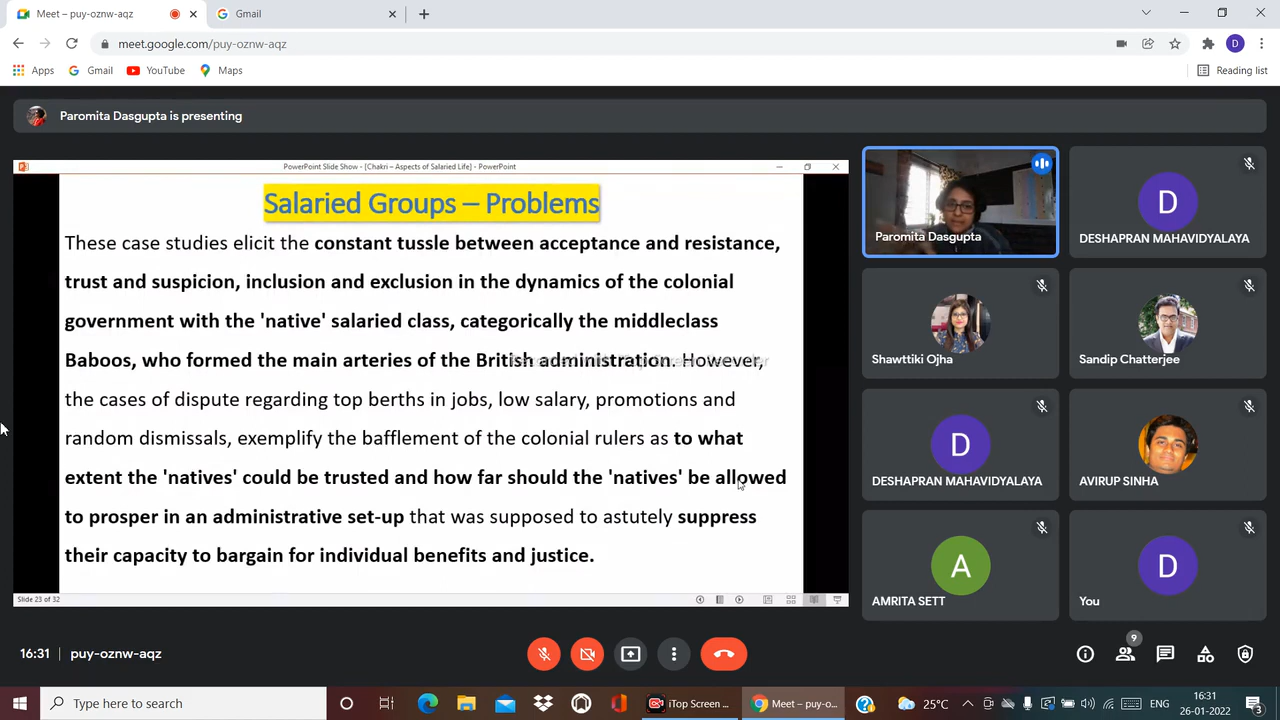 Meet – puy-oznw-aqz
Gmail
meet.google.com/puy-oznw-aqz
Apps
Gmail
YouTube
Maps
Reading list
Paromita Dasgupta is presenting
PowerPoint Slide Show - [Chakri – Aspects of Salaried Life] - PowerPoint
Salaried Groups – Problems
These case studies elicit the constant tussle between acceptance and resistance,
trust and suspicion, inclusion and exclusion in the dynamics of the colonial
government with the 'native' salaried class, categorically the middleclass
Baboos, who formed the main arteries of the British administration. However,
the cases of dispute regarding top berths in jobs, low salary, promotions and
random dismissals, exemplify the bafflement of the colonial rulers as to what
extent the 'natives' could be trusted and how far should the 'natives' be allowed
to prosper in an administrative set-up that was supposed to astutely suppress
their capacity to bargain for individual benefits and justice.
Slide 23 of 32
Paromita Dasgupta
D
DESHAPRAN MAHAVIDYALAYA
Shawttiki Ojha
Sandip Chatterjee
D
DESHAPRAN MAHAVIDYALAYA
AVIRUP SINHA
A
AMRITA SETT
D
You
16:31
puy-oznw-aqz
9
Type here to search
iTop Screen ...
Meet – puy-o...
25°C
ENG
16:31
26-01-2022
3